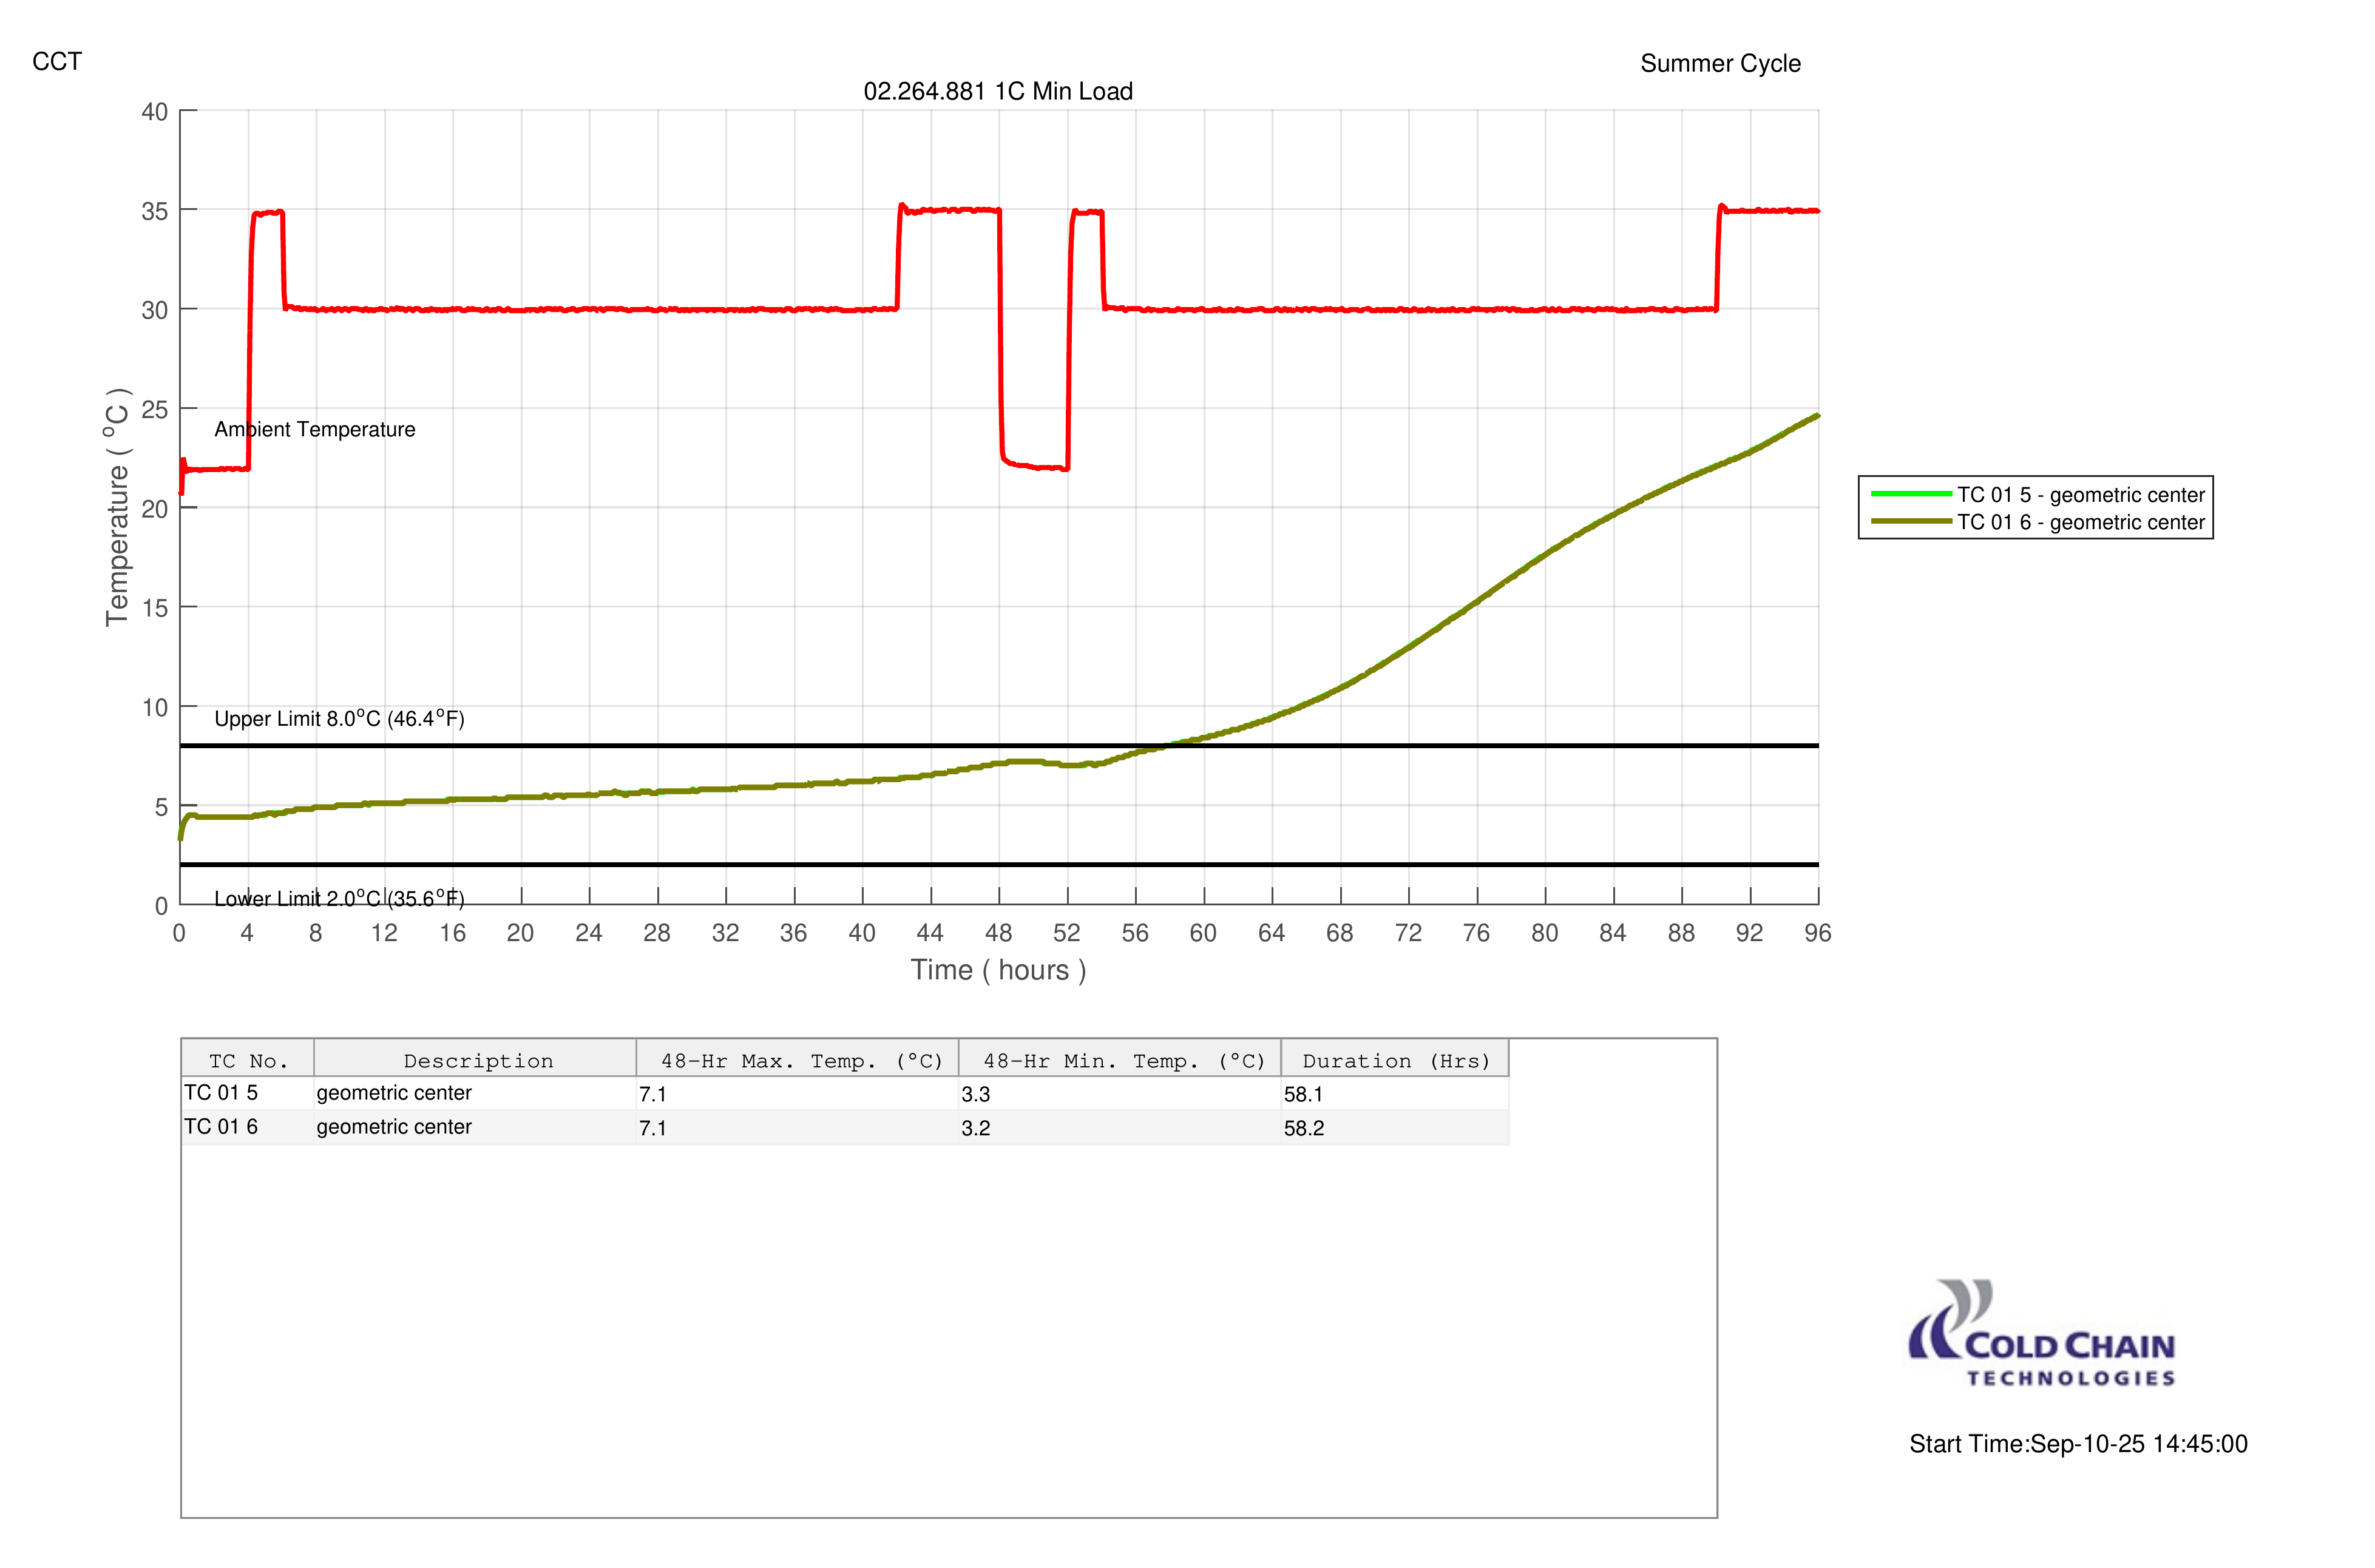 CCT
Summer Cycle
02.264.881 1C Min Load
40
35
30
25
20
15
10
5
0
Temperature ( °C )
Ambient Temperature
Upper Limit 8.0°C (46.4°F)
Lower Limit 2.0°C (35.6°F)
TC 01 5 - geometric center
TC 01 6 - geometric center
0 4 8 12 16 20 24 28 32 36 40 44 48 52 56 60 64 68 72 76 80 84 88 92 96
Time ( hours )
TC No. Description 48-Hr Max. Temp. (°C) 48-Hr Min. Temp. (°C) Duration (Hrs)
TC 01 5 geometric center 7.1 3.3 58.1
TC 01 6 geometric center 7.1 3.2 58.2
COLD CHAIN
TECHNOLOGIES
Start Time:Sep-10-25 14:45:00